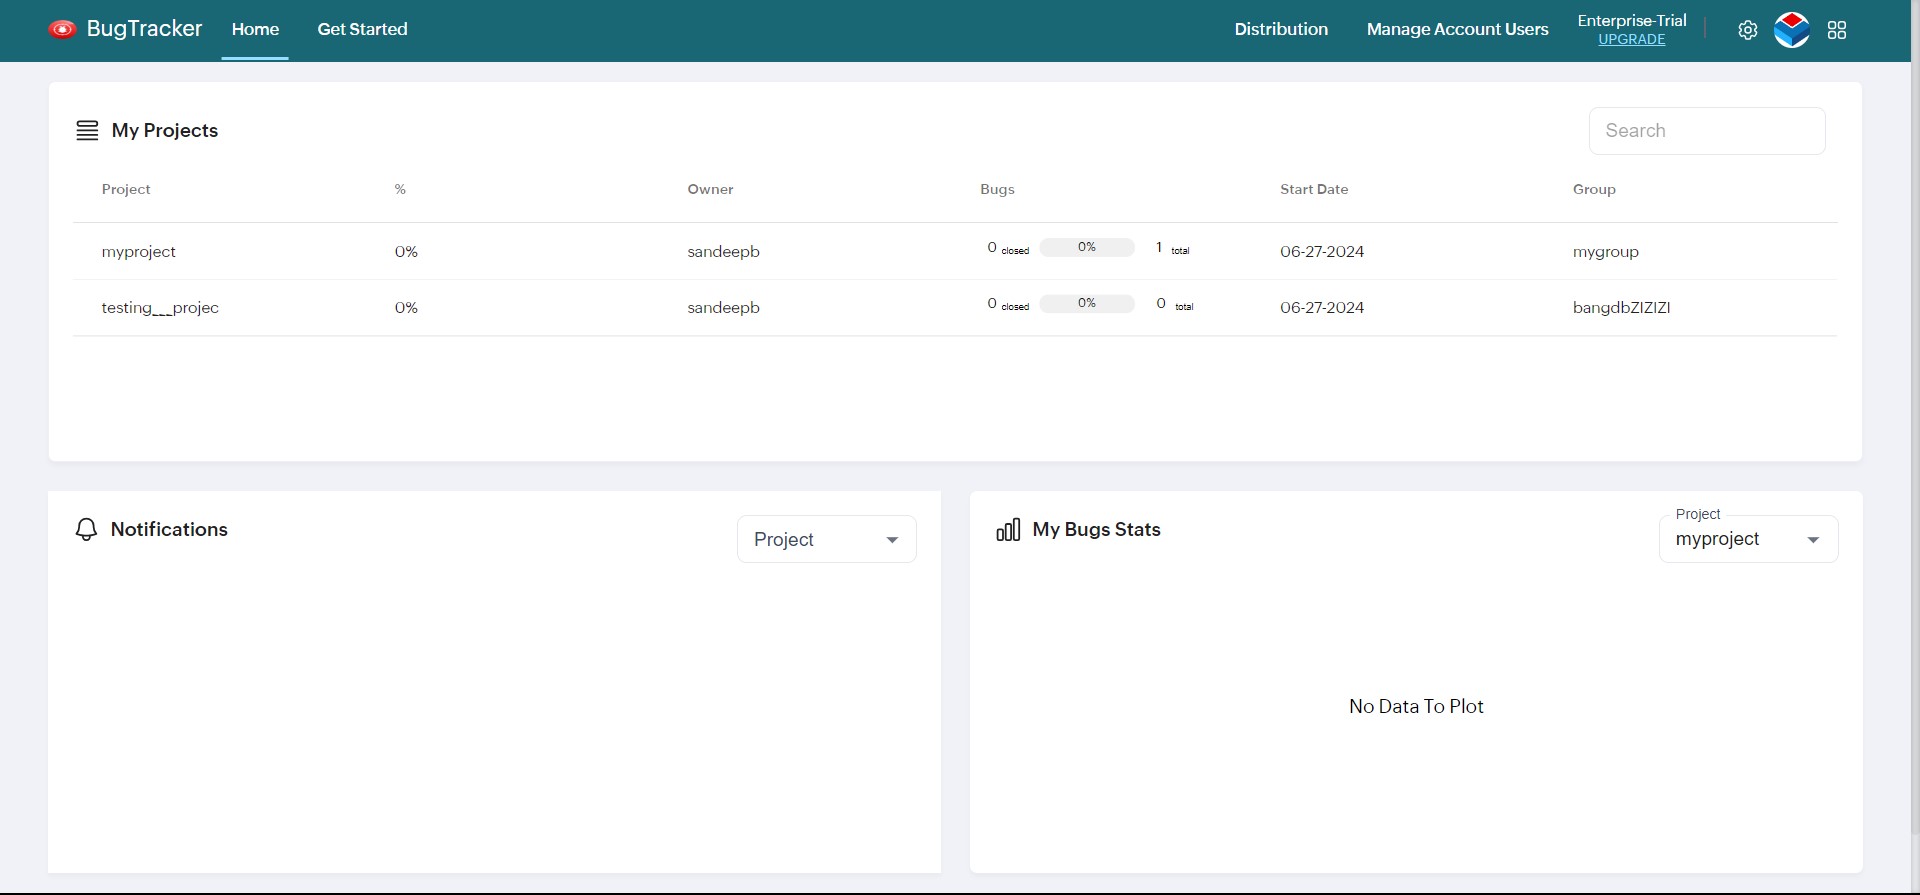 BugTracker Home Get Started Distribution Manage Account Users Enterprise-Trial
UPGRADE
My Projects Search
Project % Owner Bugs Start Date Group
myproject 0% sandeepb 0 closed 0% 1 total 06-27-2024 mygroup
testing___projec 0% sandeepb 0 closed 0% 0 total 06-27-2024 bangdbZIZIZI
Notifications Project
My Bugs Stats Project
myproject
No Data To Plot